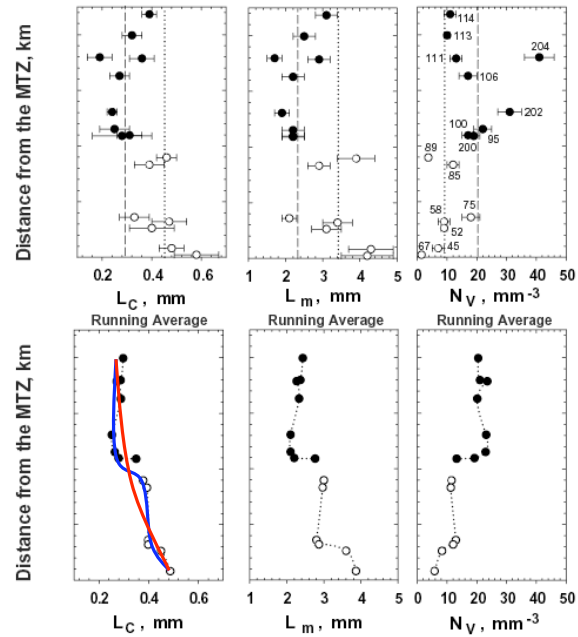 Distance from the MTZ, km
114
113
111
204
106
202
100
95
89
200
85
58
75
52
67
45
0.2 0.4 0.6
1 2 3 4 5
0 10 20 30 40 50
L_C , mm
L_m , mm
N_V , mm⁻³
Running Average
Running Average
Running Average
Distance from the MTZ, km
0.2 0.4 0.6
1 2 3 4 5
0 10 20 30 40 50
L_C , mm
L_m , mm
N_V , mm⁻³